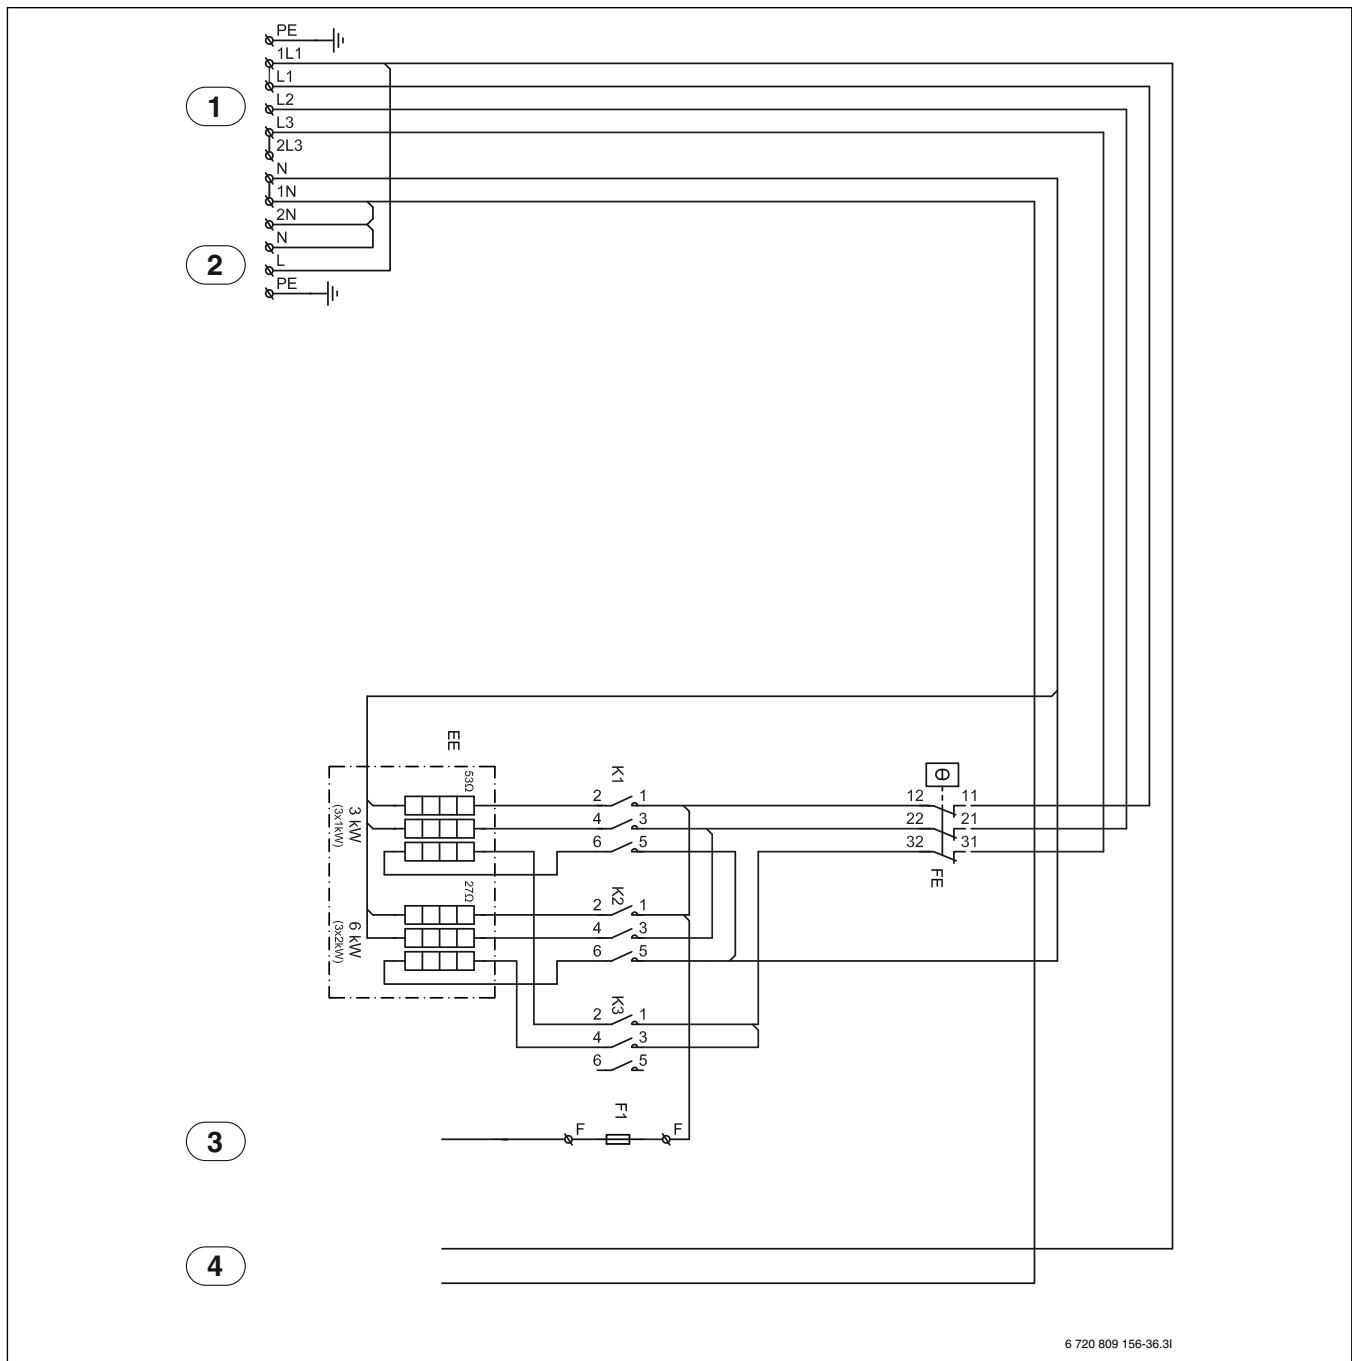 PE
1L1
L1
1
L2
L3
2L3
N
1N
2N
N
2
L
PE
EE
K1
53Ω
2 1
12 11
3 kW
(3x1kW)
4 3
22 21
6 5
32 31
FE
27Ω
K2
2 1
6 kW
(3x2kW)
4 3
6 5
K3
2 1
4 3
6 5
F1
3
F F
4
6 720 809 156-36.3I